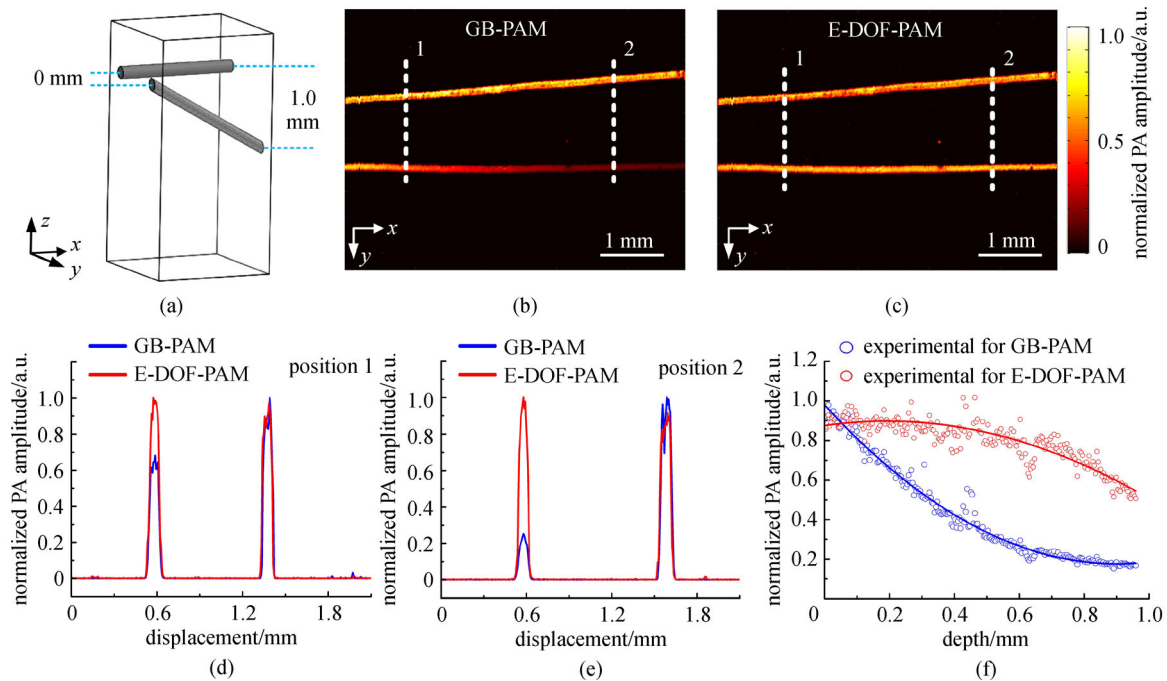 0 mm
1.0
mm
z
x
y
(a)
GB-PAM
1
2
x
y
1 mm
(b)
E-DOF-PAM
1
2
x
y
1 mm
(c)
1.0
0.5
0
normalized PA amplitude/a.u.
GB-PAM
E-DOF-PAM
position 1
normalized PA amplitude/a.u.
1.0
0.8
0.6
0.4
0.2
0
0
0.6
1.2
1.8
displacement/mm
(d)
GB-PAM
E-DOF-PAM
position 2
normalized PA amplitude/a.u.
1.0
0.8
0.6
0.4
0.2
0
0
0.6
1.2
1.8
displacement/mm
(e)
experimental for GB-PAM
experimental for E-DOF-PAM
normalized PA amplitude/a.u.
1.2
1.0
0.8
0.6
0.4
0.2
0
0
0.2
0.4
0.6
0.8
1.0
depth/mm
(f)